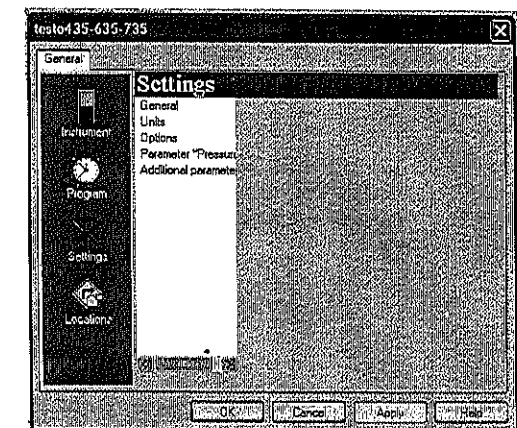 testo435-635-735
General
Settings
Instrument
Program
Settings
Locations
General
Units
Options
Parameter "Pressure
Additional paramete
OK
Cancel
Apply
Help